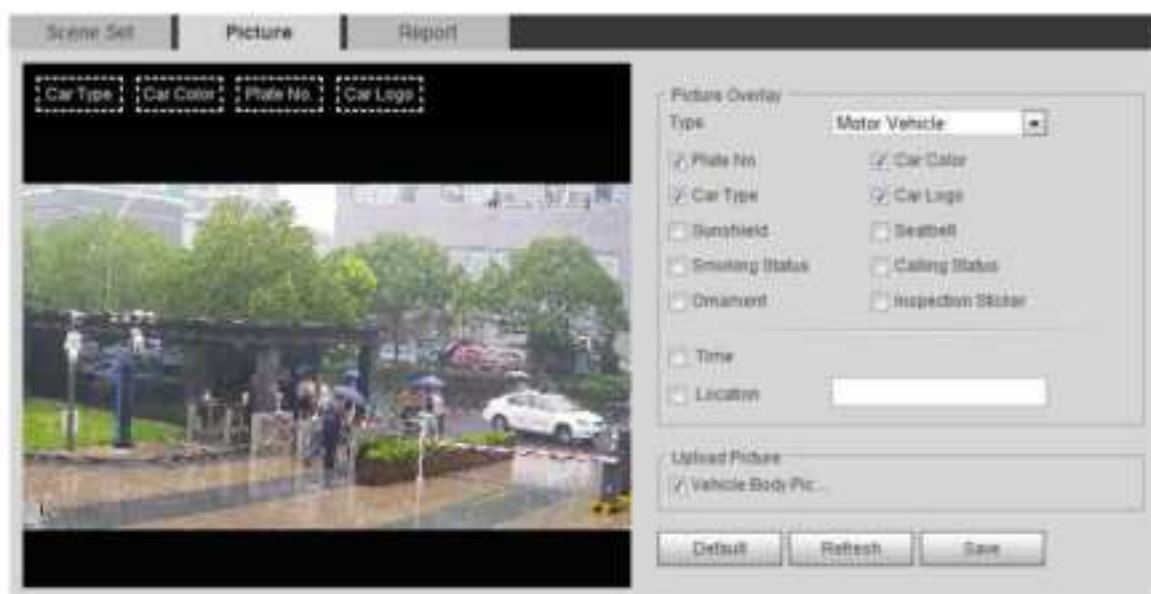 Scene Set Picture Report
Car Type Car Color Plate No. Car Logo
Picture Overlay
Type Motor Vehicle
Plate No. Car Color
Car Type Car Logo
Sunshield Seatbelt
Smoking Status Calling Status
Ornament Inspection Sticker
Time
Location
Upload Picture
Vehicle Body Pic...
Default Refresh Save